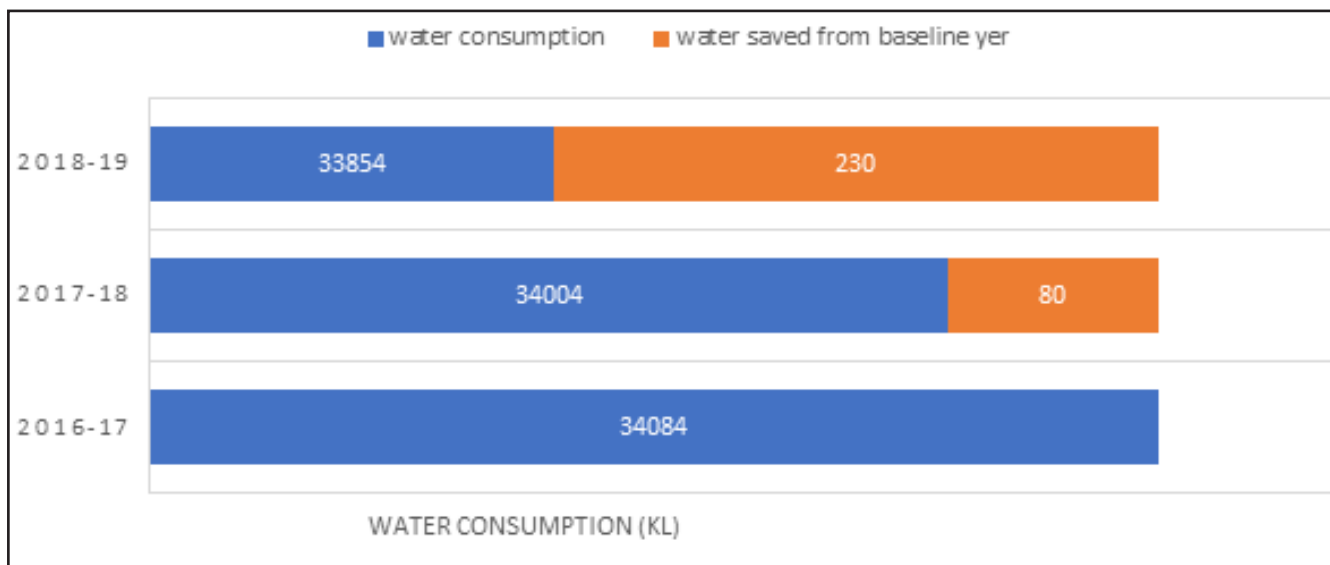 water consumption water saved from baseline yer
2018-19 33854 230
2017-18 34004 80
2016-17 34084
WATER CONSUMPTION (KL)